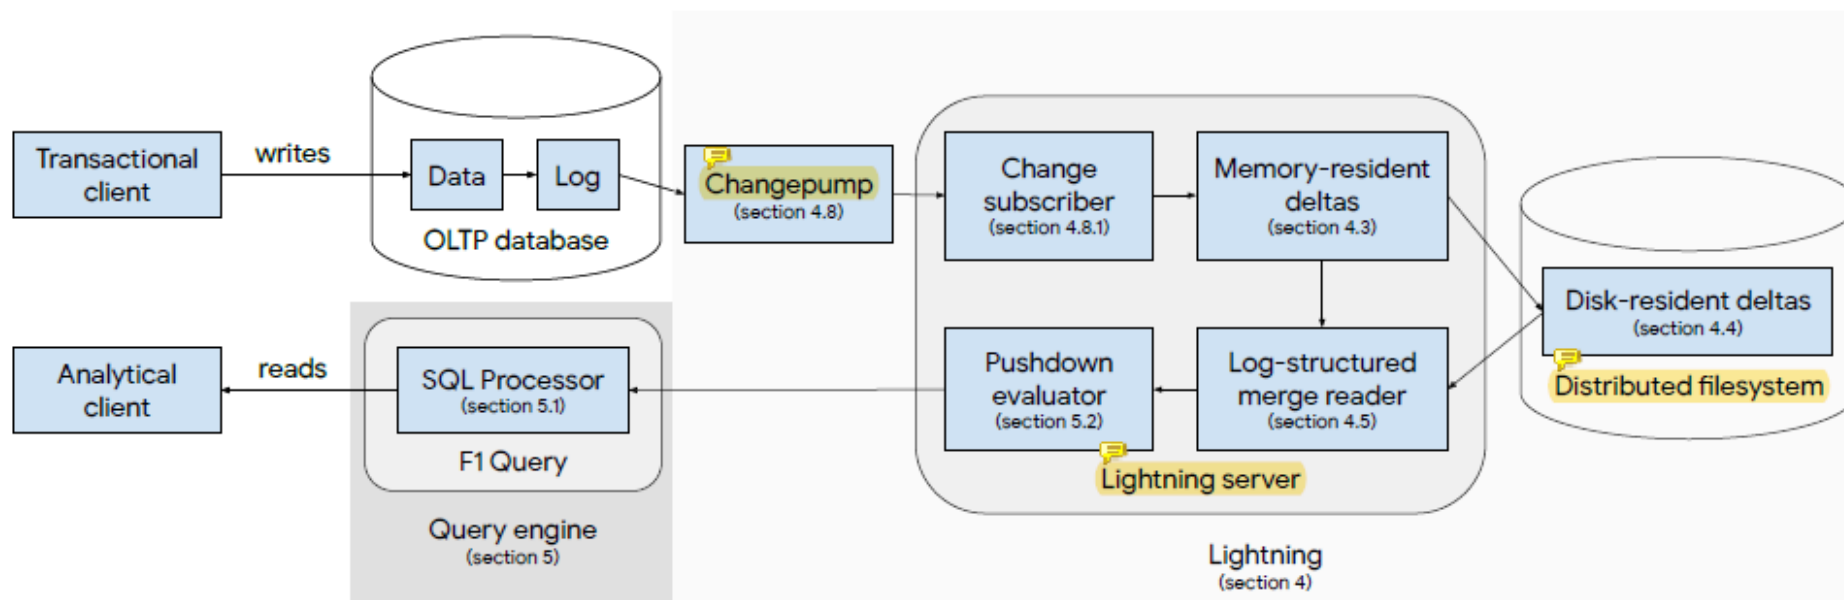 Transactional
client
writes
Data
Log
OLTP database
Changepump
(section 4.8)
Change
subscriber
(section 4.8.1)
Memory-resident
deltas
(section 4.3)
Disk-resident deltas
(section 4.4)
Distributed filesystem
Analytical
client
reads
SQL Processor
(section 5.1)
F1 Query
Query engine
(section 5)
Pushdown
evaluator
(section 5.2)
Log-structured
merge reader
(section 4.5)
Lightning server
Lightning
(section 4)